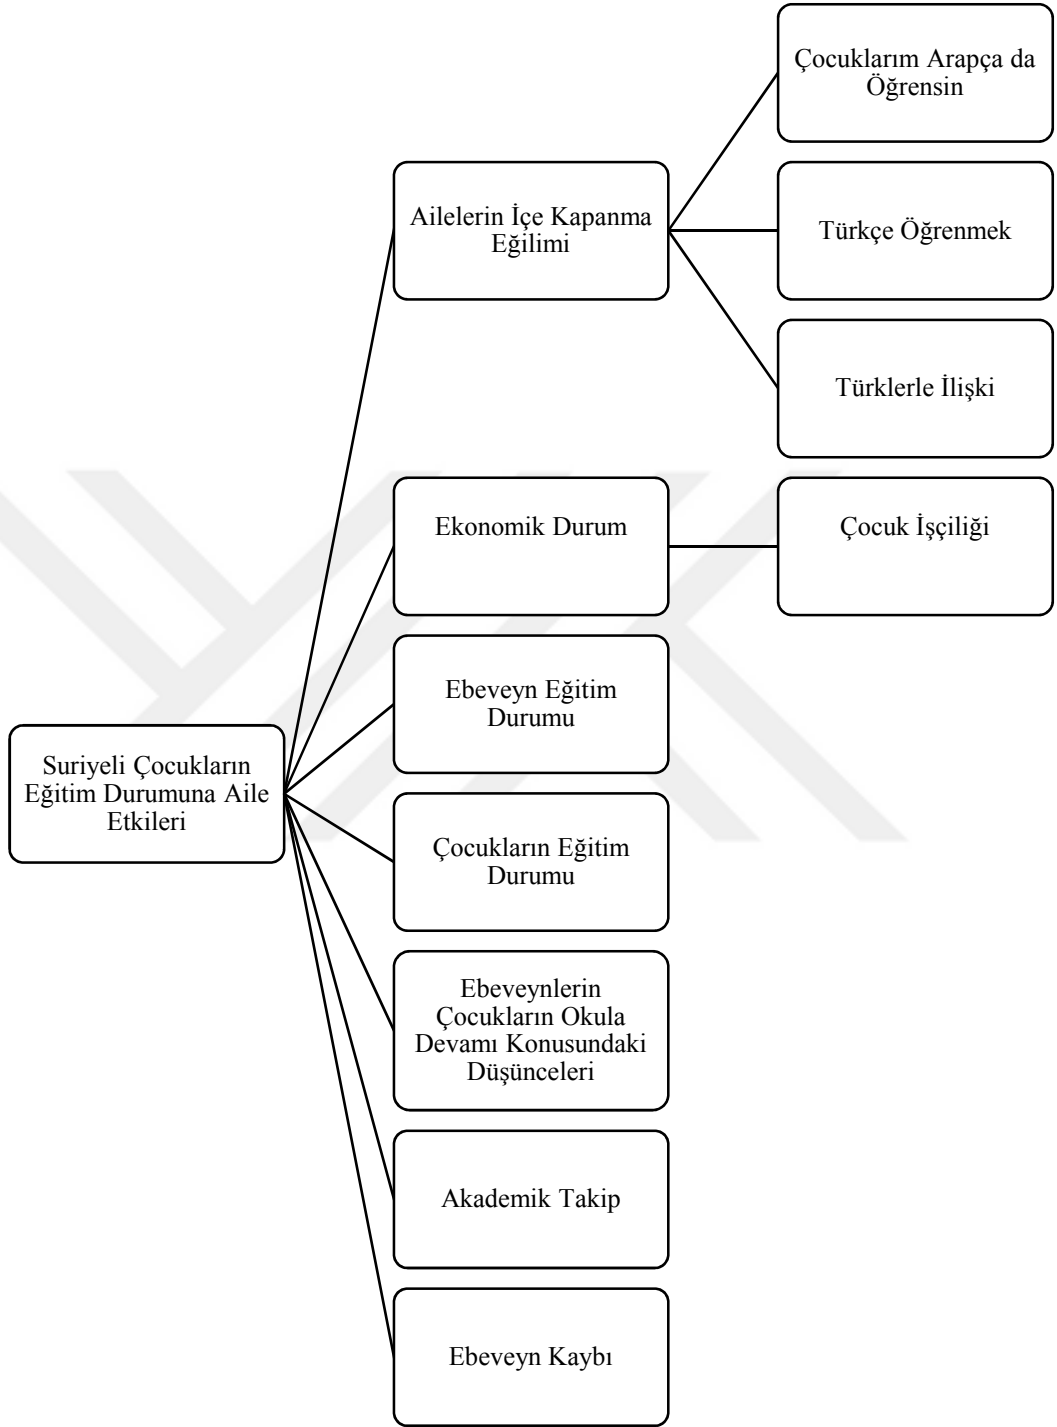 Çocuklarım Arapça da
Öğrensin
Ailelerin İçe Kapanma
Eğilimi
Türkçe Öğrenmek
Türklerle İlişki
Ekonomik Durum
Çocuk İşçiliği
Ebeveyn Eğitim
Durumu
Suriyeli Çocukların
Eğitim Durumuna Aile
Etkileri
Çocukların Eğitim
Durumu
Ebeveynlerin
Çocukların Okula
Devamı Konusundaki
Düşünceleri
Akademik Takip
Ebeveyn Kaybı